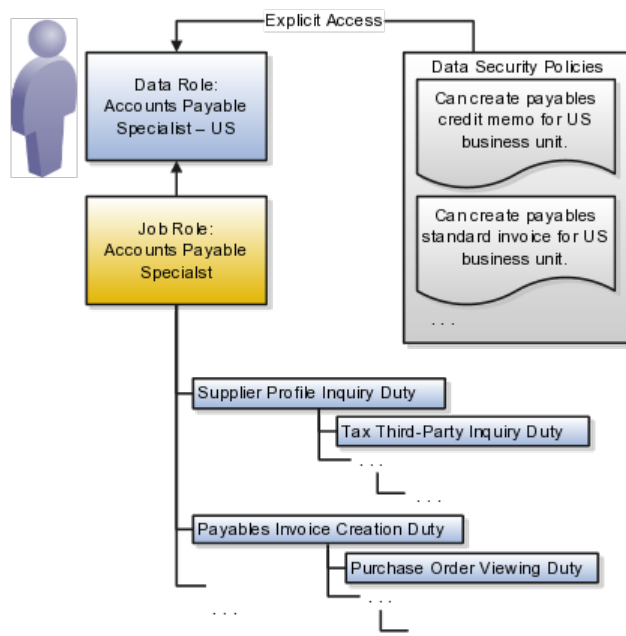 Explicit Access
Data Role:
Accounts Payable
Specialist – US
Data Security Policies
Can create payables
credit memo for US
business unit.
Job Role:
Accounts Payable
Specialst
Can create payables
standard invoice for US
business unit.
. . .
Supplier Profile Inquiry Duty
Tax Third-Party Inquiry Duty
. . .
. . .
Payables Invoice Creation Duty
Purchase Order Viewing Duty
. . .
. . .